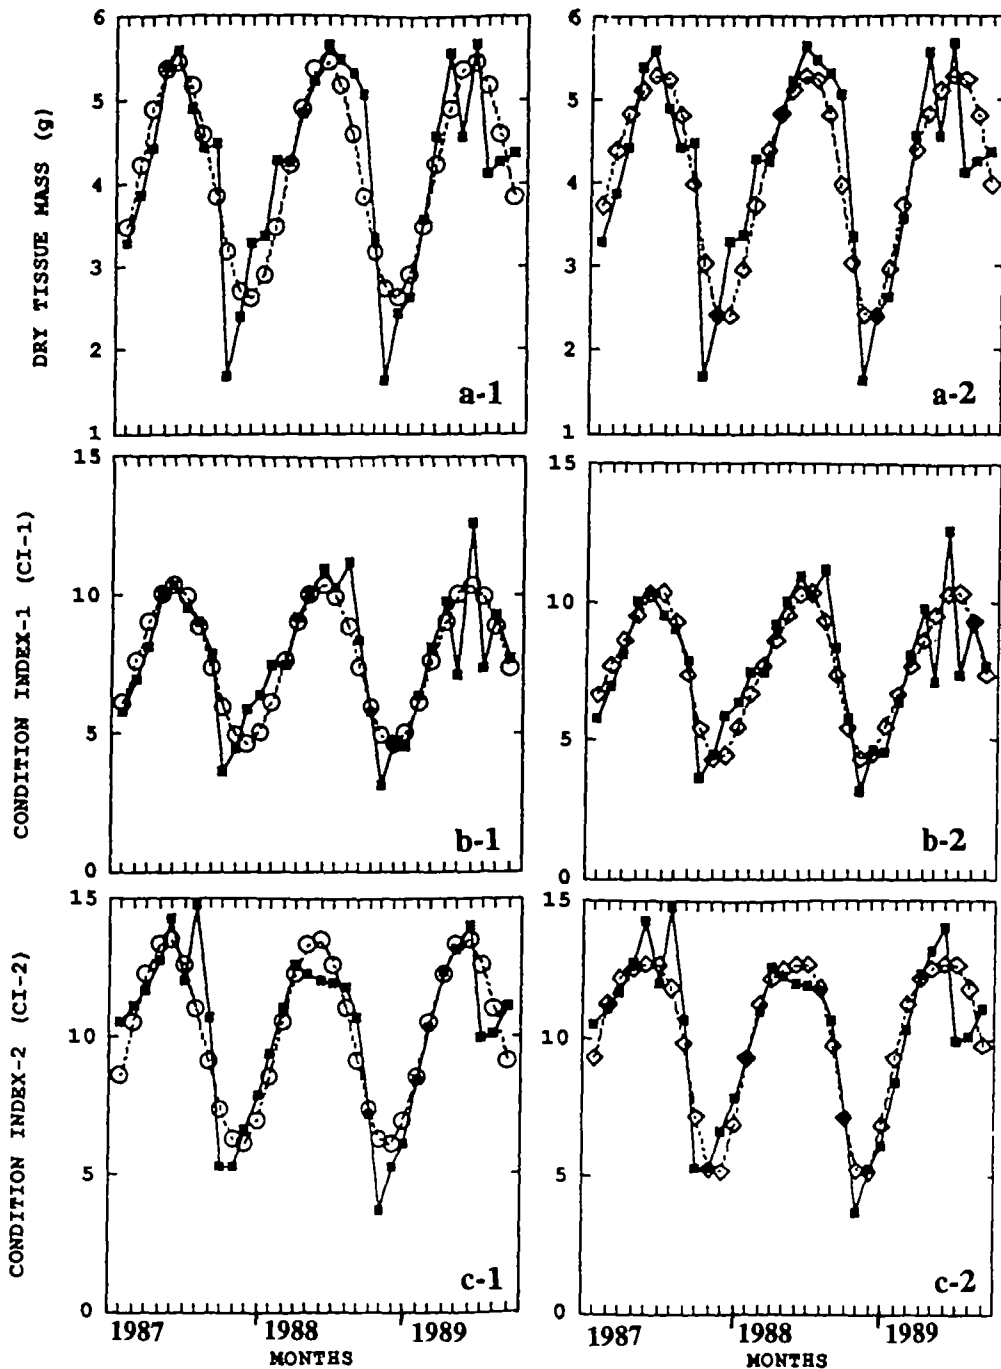 DRY TISSUE MASS (g)
6
5
4
3
2
1
a-1
6
5
4
3
2
1
a-2
CONDITION INDEX-1 (CI-1)
15
10
5
0
b-1
15
10
5
0
b-2
CONDITION INDEX-2 (CI-2)
15
10
5
0
c-1
1987 1988 1989
MONTHS
15
10
5
0
c-2
1987 1988 1989
MONTHS